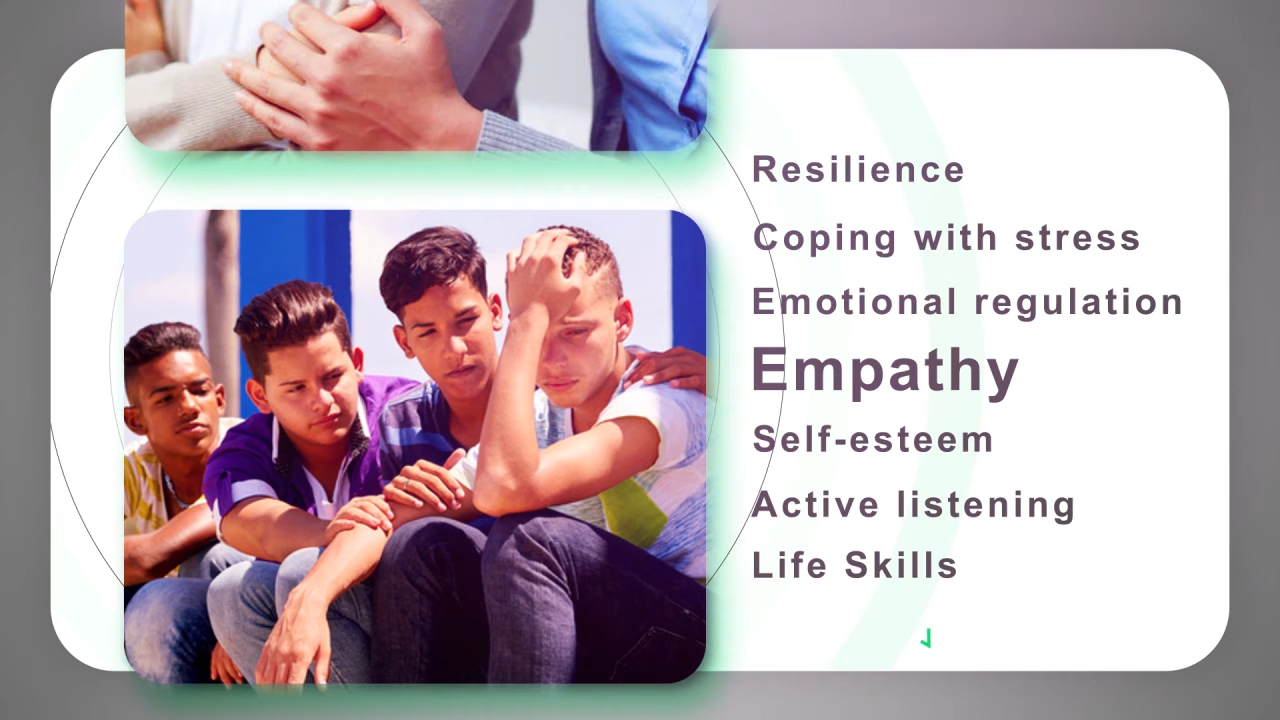 Resilience
Coping with stress
Emotional regulation
Empathy
Self-esteem
Active listening
Life Skills